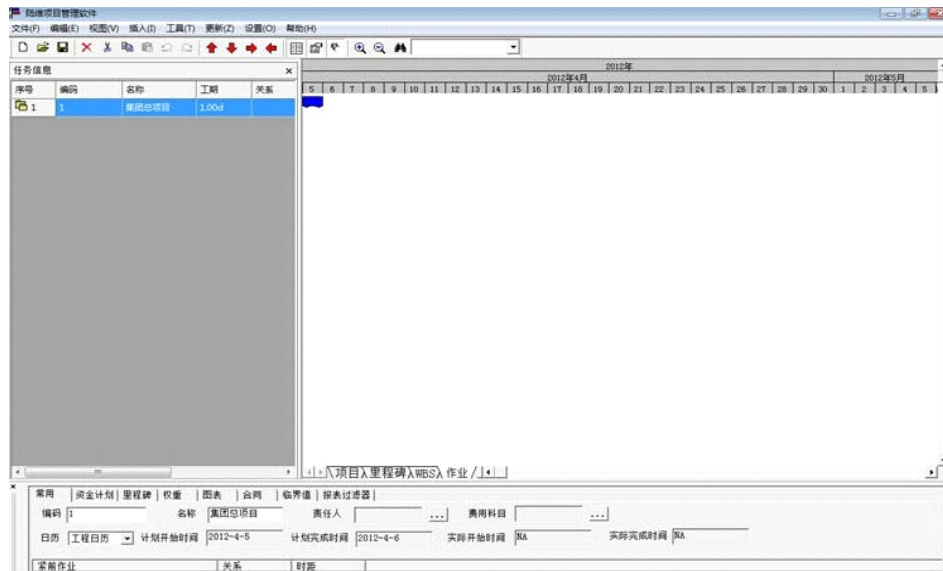 陆维项目管理软件
文件(F) 编辑(E) 视图(V) 插入(I) 工具(T) 更新(Z) 设置(O) 帮助(H)
任务信息
2012年
2012年4月 2012年5月
序号 编码 名称 工期 关系
5 6 7 8 9 10 11 12 13 14 15 16 17 18 19 20 21 22 23 24 25 26 27 28 29 30 1 2 3 4 5
1 1 集团总项目 1.00d
项目 里程碑 WBS 作业
常用 资金计划 里程碑 权重 图表 合同 临界值 报表过滤器
编码 1 名称 集团总项目 责任人 ... 费用科目 ...
日历 工程日历 计划开始时间 2012-4-5 计划完成时间 2012-4-6 实际开始时间 NA 实际完成时间 NA
紧前作业 关系 时距